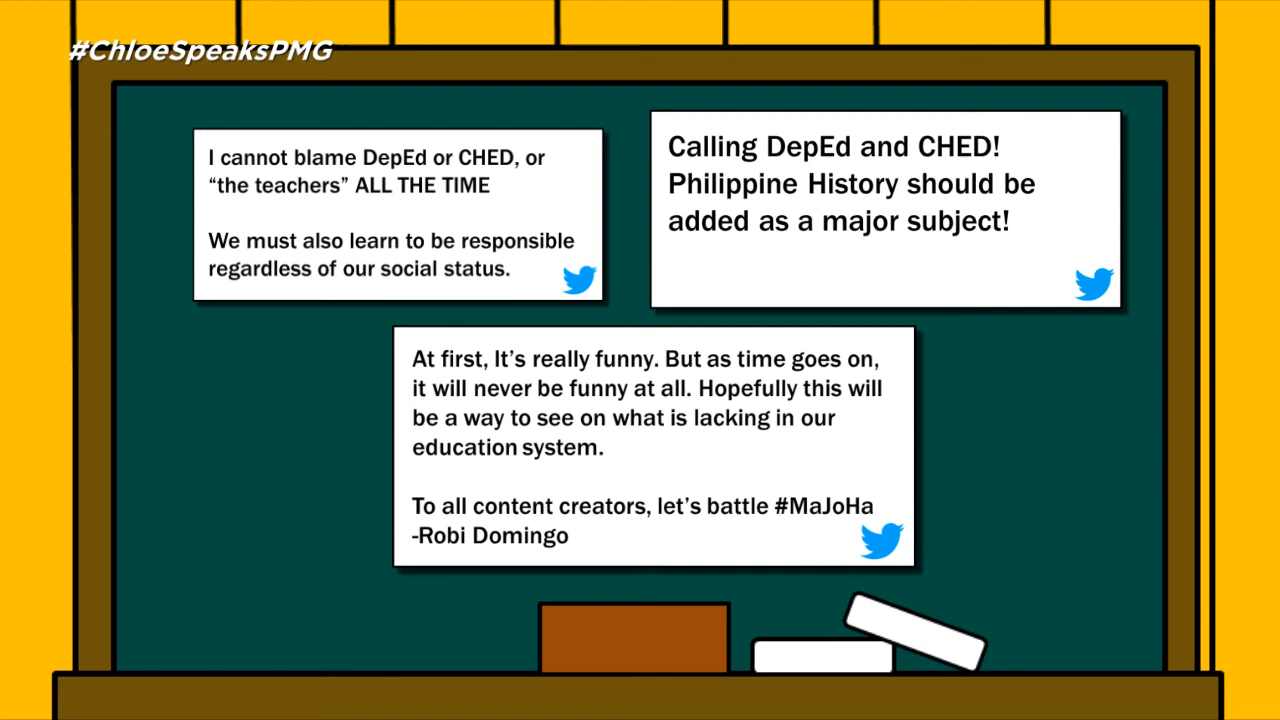 #ChloeSpeaksPMG
I cannot blame DepEd or CHED, or
“the teachers” ALL THE TIME
We must also learn to be responsible
regardless of our social status.
Calling DepEd and CHED!
Philippine History should be
added as a major subject!
At first, It’s really funny. But as time goes on,
it will never be funny at all. Hopefully this will
be a way to see on what is lacking in our
education system.
To all content creators, let’s battle #MaJoHa
-Robi Domingo